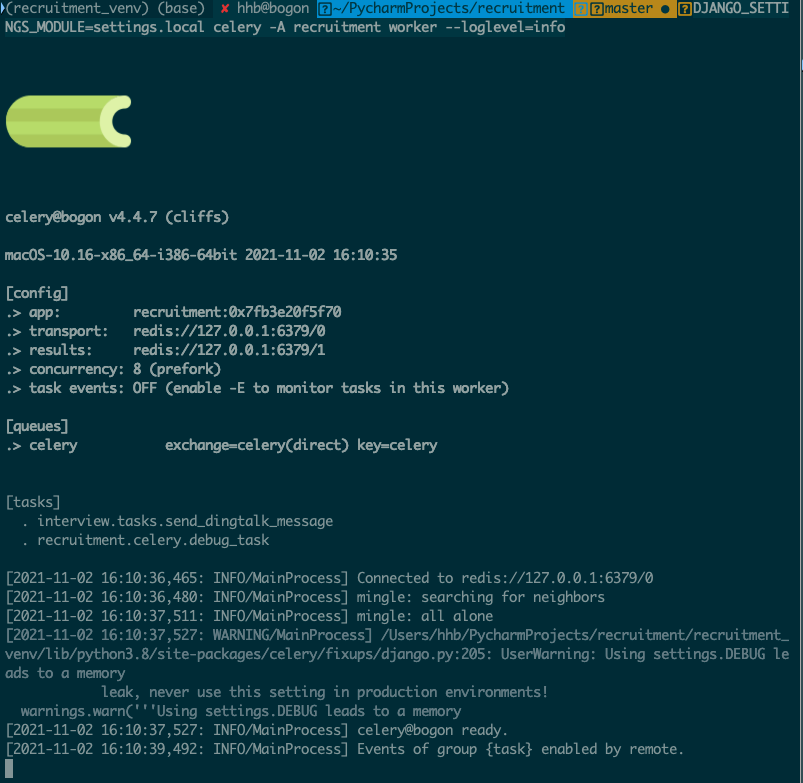 (recruitment_venv) (base) ✘ hhb@bogon ~/PycharmProjects/recruitment master ● DJANGO_SETTI
NGS_MODULE=settings.local celery -A recruitment worker --loglevel=info
celery@bogon v4.4.7 (cliffs)
macOS-10.16-x86_64-i386-64bit 2021-11-02 16:10:35
[config]
.> app:         recruitment:0x7fb3e20f5f70
.> transport:   redis://127.0.0.1:6379/0
.> results:     redis://127.0.0.1:6379/1
.> concurrency: 8 (prefork)
.> task events: OFF (enable -E to monitor tasks in this worker)
[queues]
.> celery           exchange=celery(direct) key=celery
[tasks]
  . interview.tasks.send_dingtalk_message
  . recruitment.celery.debug_task
[2021-11-02 16:10:36,465: INFO/MainProcess] Connected to redis://127.0.0.1:6379/0
[2021-11-02 16:10:36,480: INFO/MainProcess] mingle: searching for neighbors
[2021-11-02 16:10:37,511: INFO/MainProcess] mingle: all alone
[2021-11-02 16:10:37,527: WARNING/MainProcess] /Users/hhb/PycharmProjects/recruitment/recruitment_
venv/lib/python3.8/site-packages/celery/fixups/django.py:205: UserWarning: Using settings.DEBUG le
ads to a memory
            leak, never use this setting in production environments!
  warnings.warn('''Using settings.DEBUG leads to a memory
[2021-11-02 16:10:37,527: INFO/MainProcess] celery@bogon ready.
[2021-11-02 16:10:39,492: INFO/MainProcess] Events of group {task} enabled by remote.